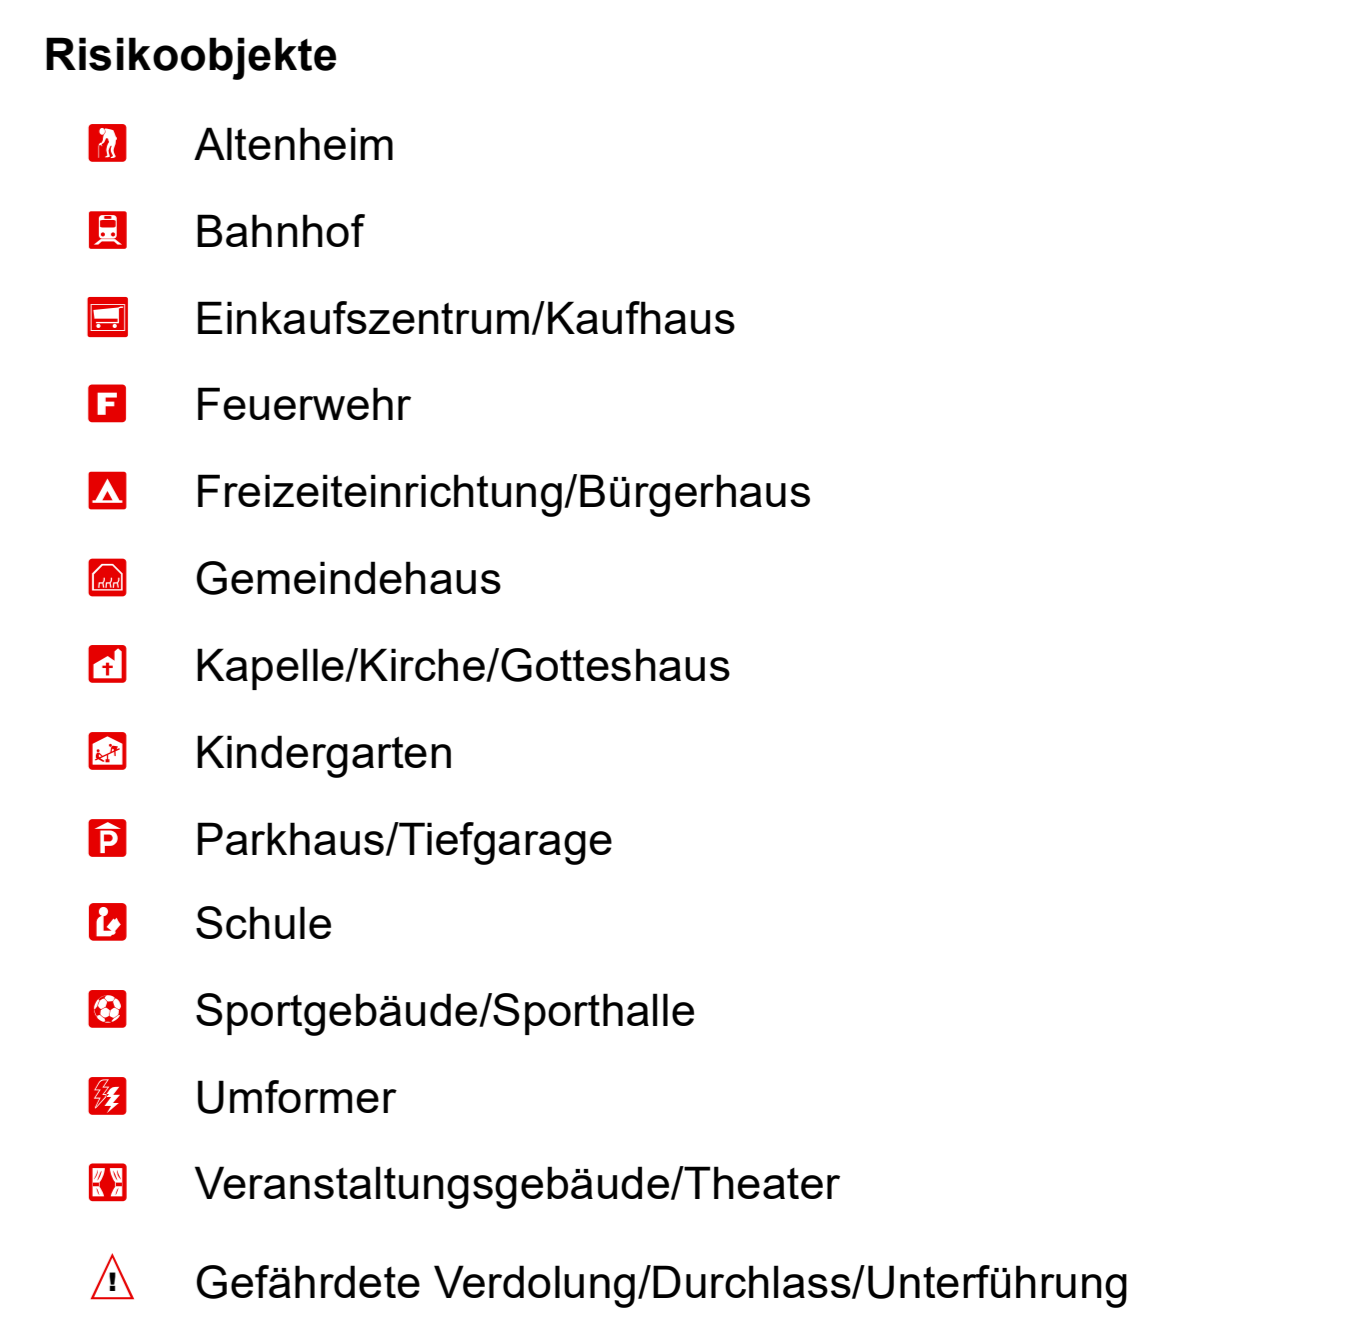 Risikoobjekte
Altenheim
Bahnhof
Einkaufszentrum/Kaufhaus
F Feuerwehr
Freizeiteinrichtung/Bürgerhaus
Gemeindehaus
Kapelle/Kirche/Gotteshaus
Kindergarten
P Parkhaus/Tiefgarage
Schule
Sportgebäude/Sporthalle
Umformer
Veranstaltungsgebäude/Theater
! Gefährdete Verdolung/Durchlass/Unterführung